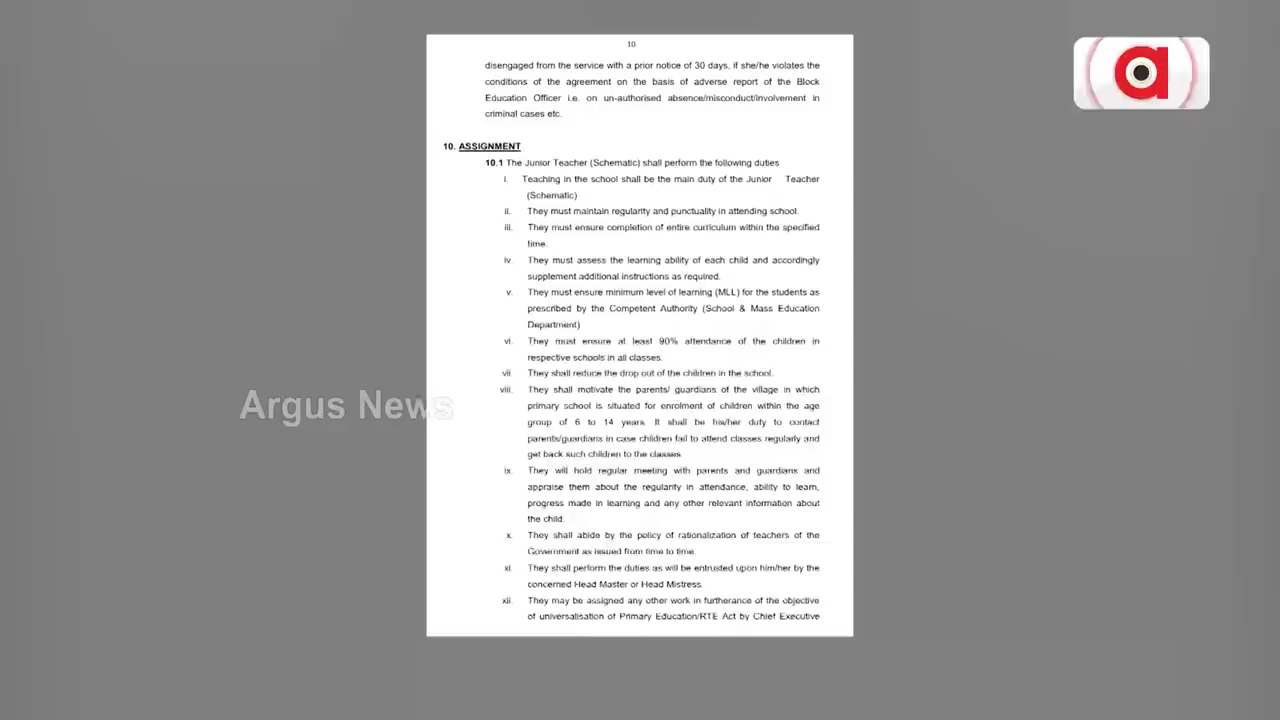 10
disengaged from the service with a prior notice of 30 days, if she/he violates the
conditions of the agreement on the basis of adverse report of the Block
Education Officer i.e. on un-authorised absence/misconduct/involvement in
criminal cases etc.
10. ASSIGNMENT
10.1 The Junior Teacher (Schematic) shall perform the following duties
i. Teaching in the school shall be the main duty of the Junior Teacher
(Schematic)
ii. They must maintain regularity and punctuality in attending school.
iii. They must ensure completion of entire curriculum within the specified
time.
iv. They must assess the learning ability of each child and accordingly
supplement additional instructions as required.
v. They must ensure minimum level of learning (MLL) for the students as
prescribed by the Competent Authority (School & Mass Education
Department)
vi. They must ensure at least 90% attendance of the children in
respective schools in all classes.
vii. They shall reduce the drop out of the children in the school.
viii. They shall motivate the parents/ guardians of the village in which
primary school is situated for enrolment of children within the age
group of 6 to 14 years. It shall be his/her duty to contact
parents/guardians in case children fail to attend classes regularly and
get back such children to the classes.
ix. They will hold regular meeting with parents and guardians and
appraise them about the regularity in attendance, ability to learn,
progress made in learning and any other relevant information about
the child.
x. They shall abide by the policy of rationalization of teachers of the
Government as issued from time to time.
xi. They shall perform the duties as will be entrusted upon him/her by the
concerned Head Master or Head Mistress.
xii. They may be assigned any other work in furtherance of the objective
of universalisation of Primary Education/RTE Act by Chief Executive
Argus News
a